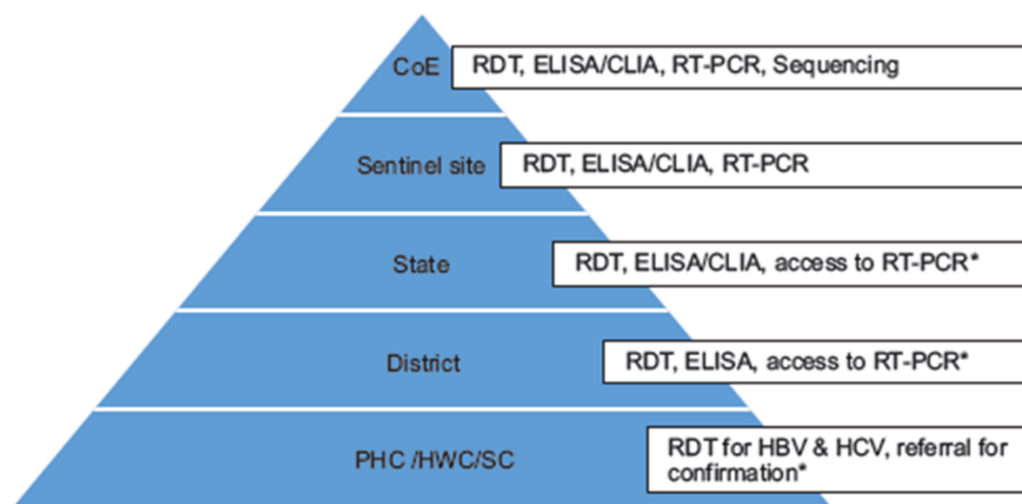 CoE
RDT, ELISA/CLIA, RT-PCR, Sequencing
Sentinel site
RDT, ELISA/CLIA, RT-PCR
State
RDT, ELISA/CLIA, access to RT-PCR*
District
RDT, ELISA, access to RT-PCR*
PHC /HWC/SC
RDT for HBV & HCV, referral for
confirmation*